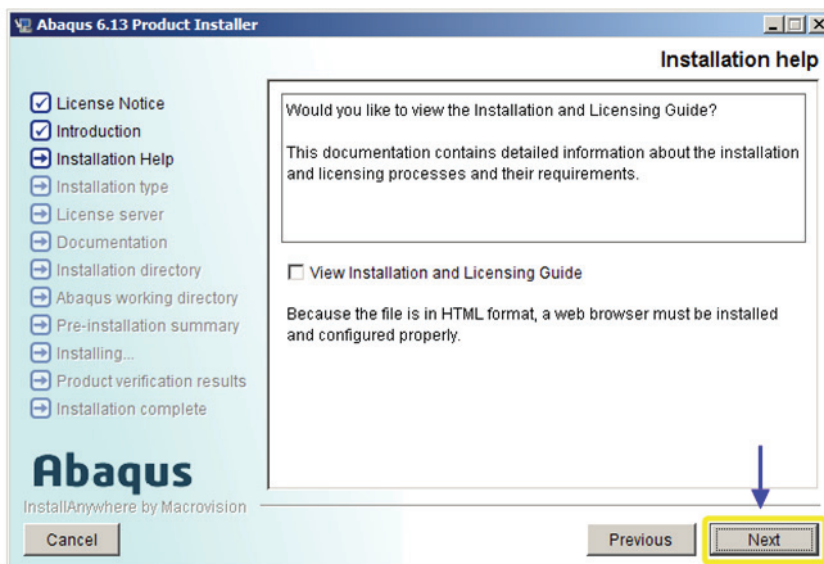 Abaqus 6.13 Product Installer
Installation help
License Notice
Introduction
Installation Help
Installation type
License server
Documentation
Installation directory
Abaqus working directory
Pre-installation summary
Installing...
Product verification results
Installation complete
Would you like to view the Installation and Licensing Guide?
This documentation contains detailed information about the installation
and licensing processes and their requirements.
View Installation and Licensing Guide
Because the file is in HTML format, a web browser must be installed
and configured properly.
Abaqus
InstallAnywhere by Macrovision
Cancel
Previous
Next